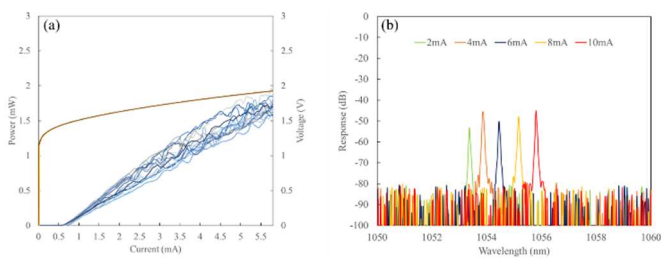 (a)
3
2.5
2
1.5
1
0.5
0
Power (mW)
3
2.5
2
1.5
1
0.5
0
Voltage (V)
0 0.5 1 1.5 2 2.5 3 3.5 4 4.5 5 5.5
Current (mA)
(b)
2mA 4mA 6mA 8mA 10mA
0
-10
-20
-30
-40
-50
-60
-70
-80
-90
-100
Response (dB)
1050 1052 1054 1056 1058 1060
Wavelength (nm)